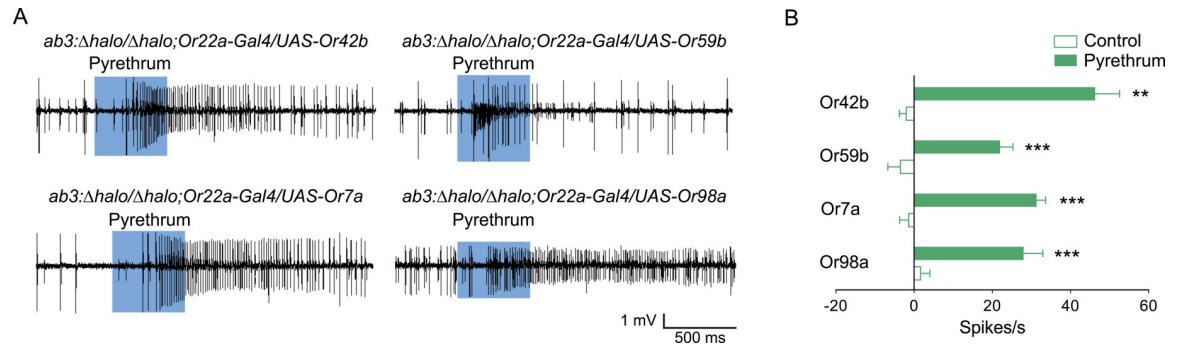 A
ab3:Δhalo/Δhalo;Or22a-Gal4/UAS-Or42b
Pyrethrum
ab3:Δhalo/Δhalo;Or22a-Gal4/UAS-Or59b
Pyrethrum
ab3:Δhalo/Δhalo;Or22a-Gal4/UAS-Or7a
Pyrethrum
ab3:Δhalo/Δhalo;Or22a-Gal4/UAS-Or98a
Pyrethrum
1 mV
500 ms
B
Control
Pyrethrum
Or42b **
Or59b ***
Or7a ***
Or98a ***
-20 0 20 40 60
Spikes/s